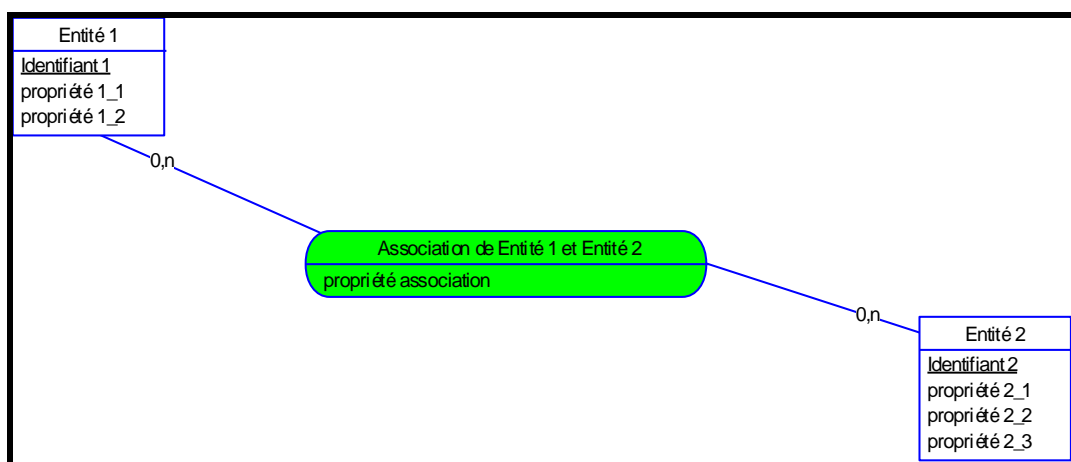 Entité 1
Identifiant 1
propriété 1_1
propriété 1_2
0,n
Association de Entité 1 et Entité 2
propriété association
0,n
Entité 2
Identifiant 2
propriété 2_1
propriété 2_2
propriété 2_3